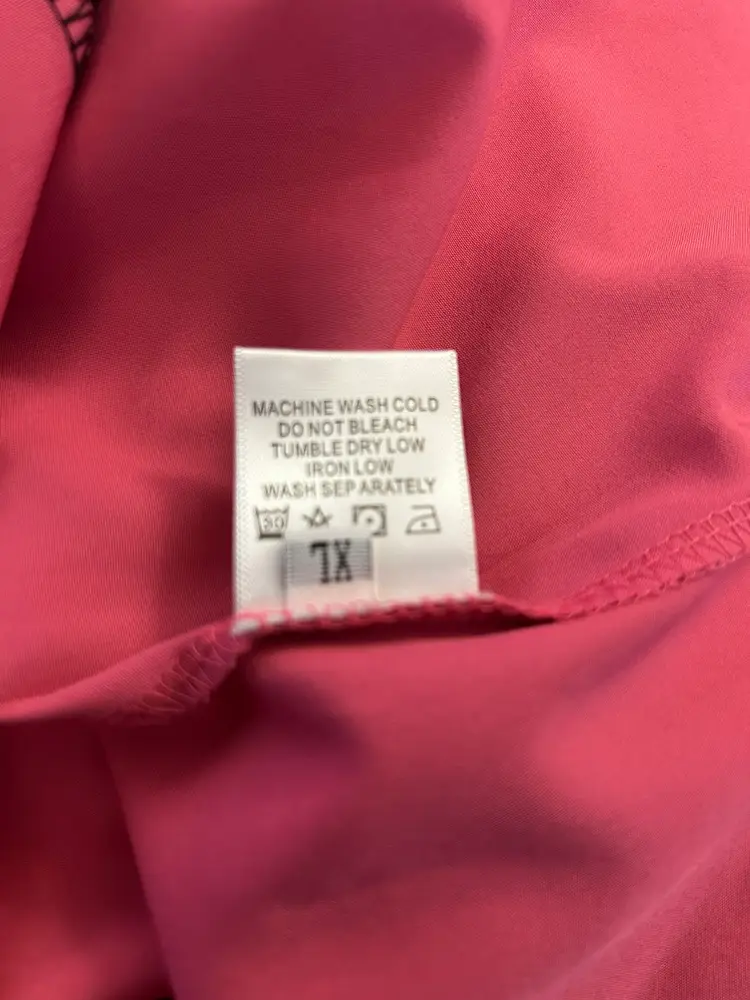 MACHINE WASH COLD
DO NOT BLEACH
TUMBLE DRY LOW
IRON LOW
WASH SEP ARATELY
30
XL